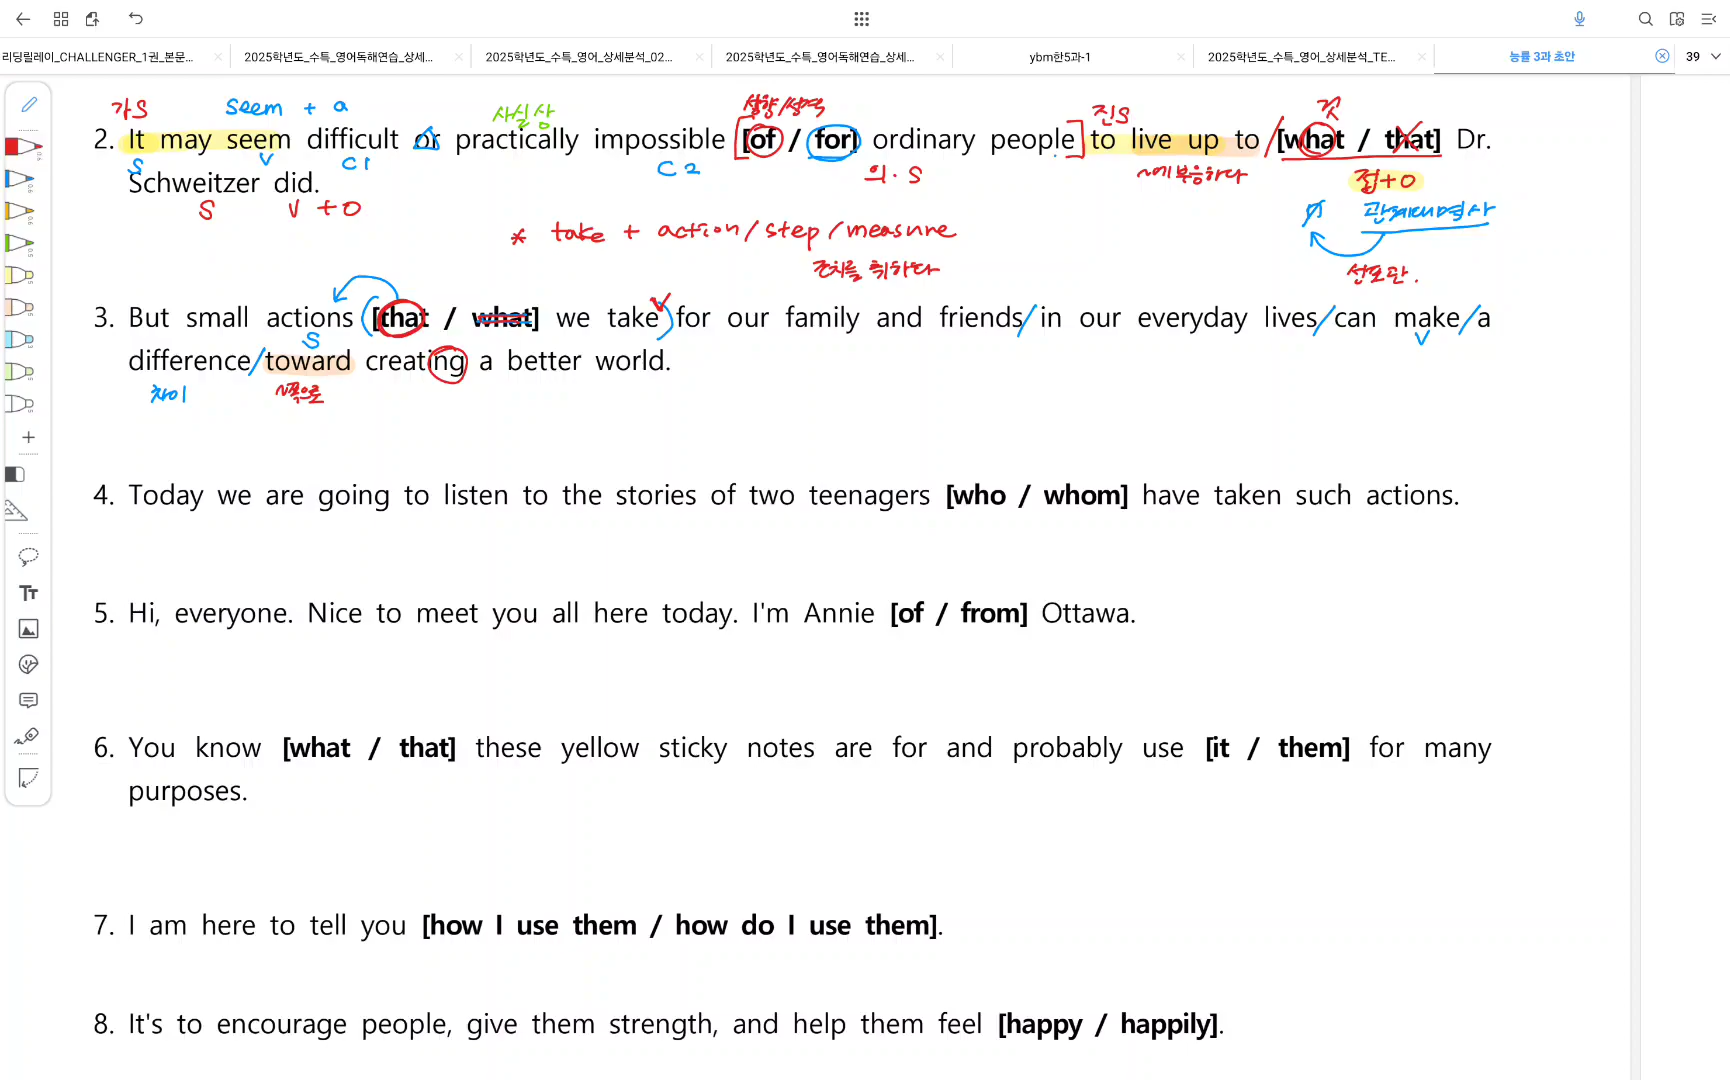 리딩릴레이_CHALLENGER_1권_본문... 2025학년도_수특_영어독해연습_상세... 2025학년도_수특_영어_상세분석_02... 2025학년도_수특_영어독해연습_상세... ybm한5과-1 2025학년도_수특_영어_상세분석_TE... 능률 3과 초안 39
가S seem + a 사실상 성향/성격 진S 것
2. It may seem difficult or practically impossible [of / for] ordinary people to live up to [what / that] Dr.
S V C1 C2 의.S ~에 부응하다 접+O
Schweitzer did.
S V + O 관계대명사
* take + action/step/measure
조치를 취하다 선포단.
3. But small actions [that / what] we take for our family and friends in our everyday lives can make a
S V
difference toward creating a better world.
차이 ~쪽으로
4. Today we are going to listen to the stories of two teenagers [who / whom] have taken such actions.
5. Hi, everyone. Nice to meet you all here today. I'm Annie [of / from] Ottawa.
6. You know [what / that] these yellow sticky notes are for and probably use [it / them] for many
purposes.
7. I am here to tell you [how I use them / how do I use them].
8. It's to encourage people, give them strength, and help them feel [happy / happily].